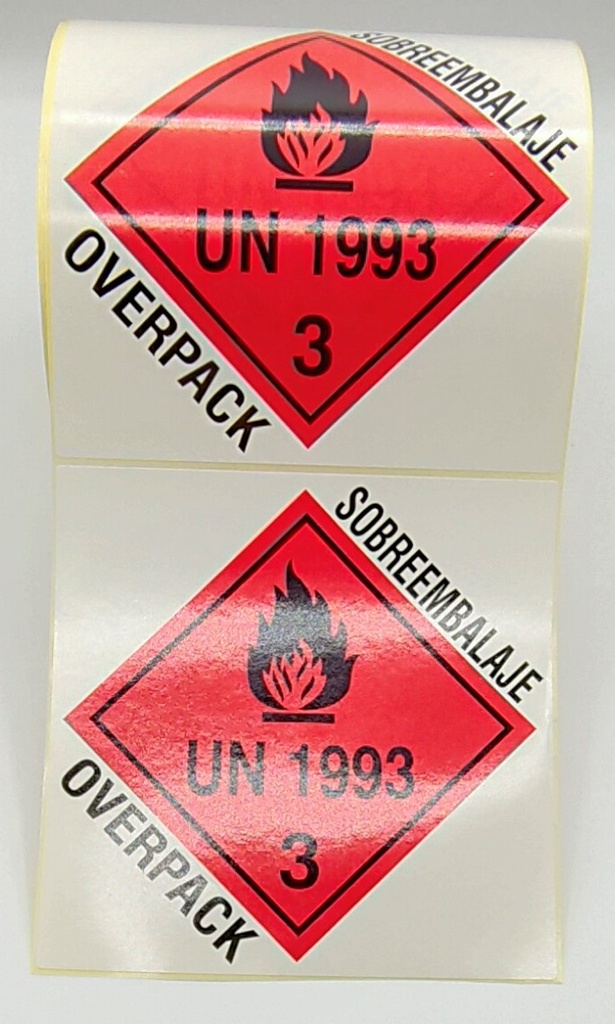 SOBREEMBALAJE
UN 1993
3
OVERPACK
SOBREEMBALAJE
UN 1993
3
OVERPACK